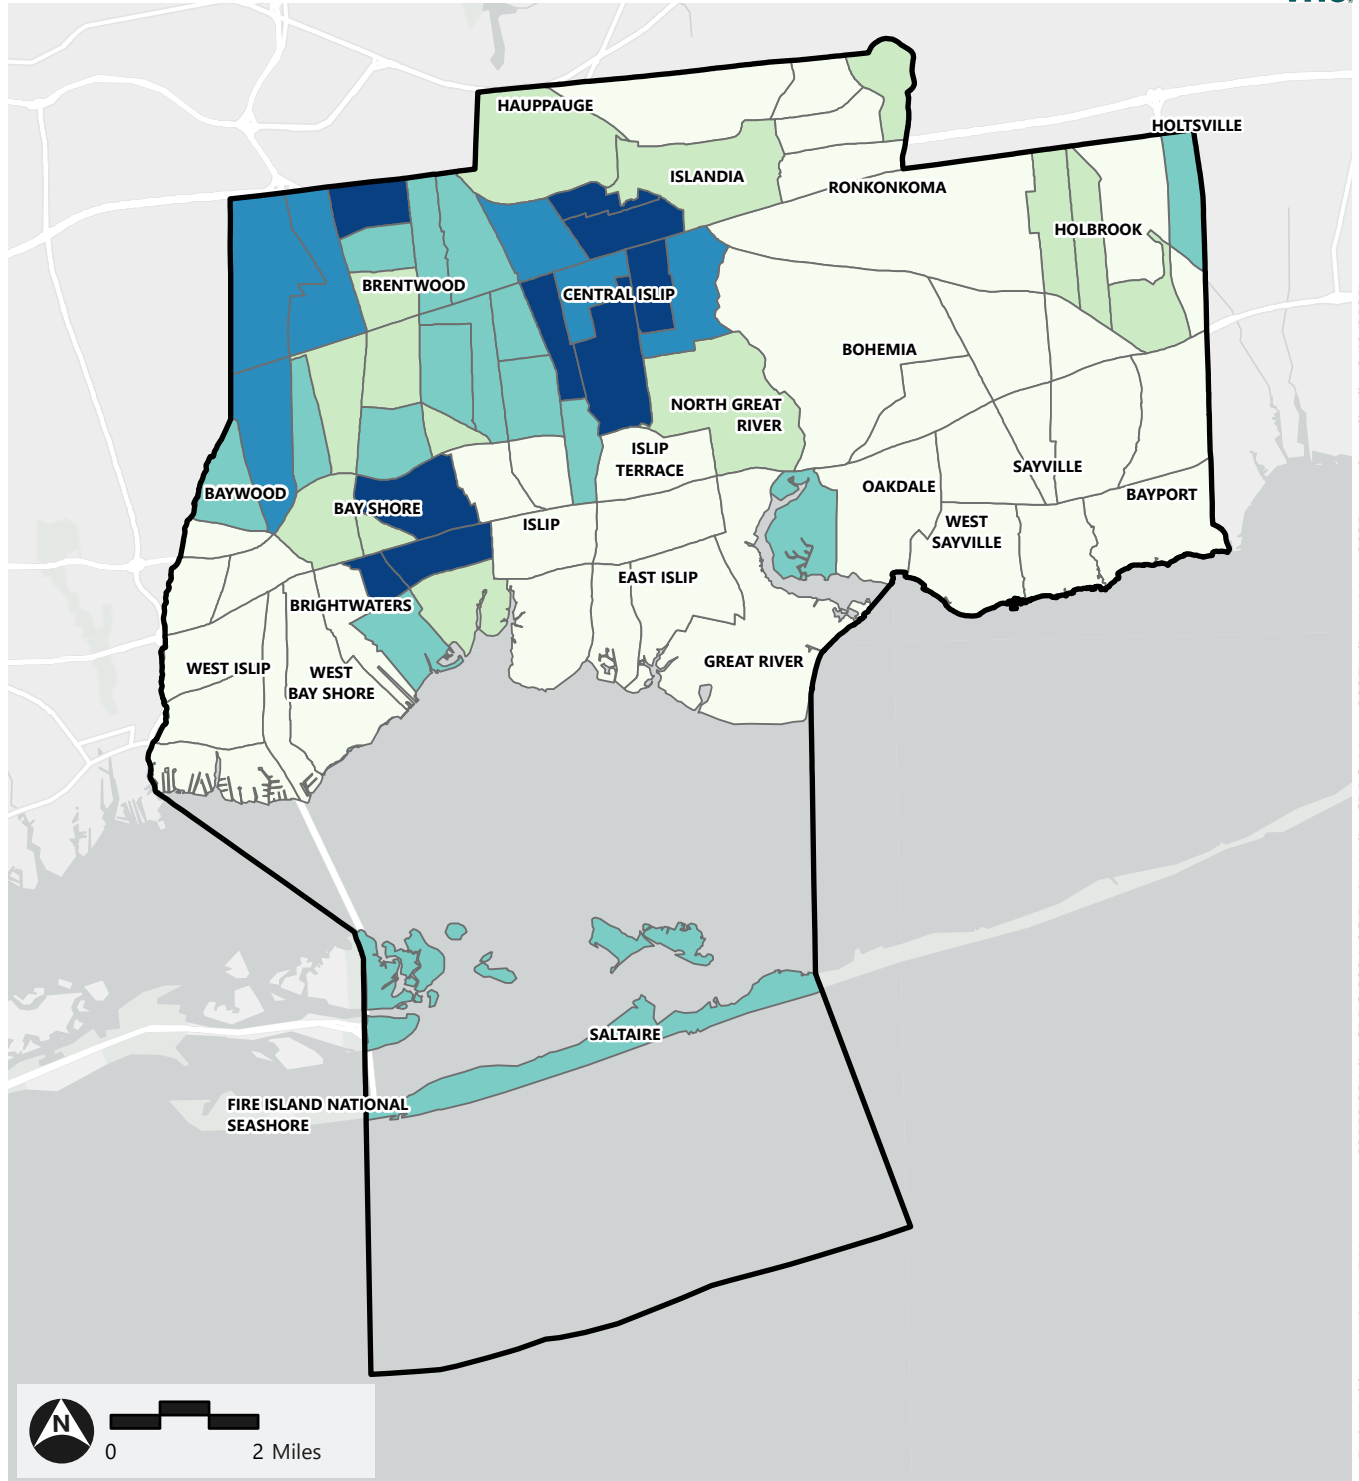 HAUPPAUGE
HOLTSVILLE
ISLANDIA
RONKONKOMA
HOLBROOK
BRENTWOOD
CENTRAL ISLIP
BOHEMIA
NORTH GREAT
RIVER
ISLIP
TERRACE
SAYVILLE
OAKDALE
BAYWOOD
BAYPORT
BAY SHORE
ISLIP
WEST
SAYVILLE
EAST ISLIP
BRIGHTWATERS
GREAT RIVER
WEST ISLIP
WEST
BAY SHORE
SALTAIRE
FIRE ISLAND NATIONAL
SEASHORE
N
0 2 Miles